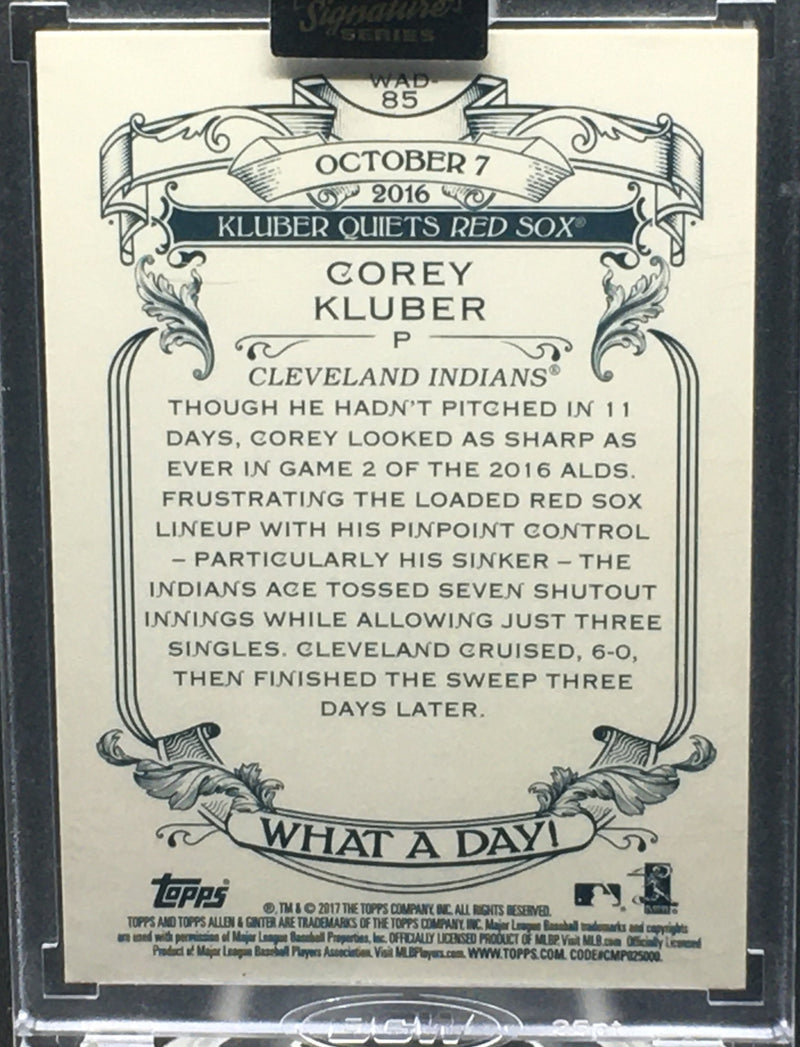 Signature
SERIES
WAD-
85
OCTOBER 7
2016
KLUBER QUIETS RED SOX®
COREY
KLUBER
P
CLEVELAND INDIANS®
THOUGH HE HADN'T PITCHED IN 11
DAYS, COREY LOOKED AS SHARP AS
EVER IN GAME 2 OF THE 2016 ALDS.
FRUSTRATING THE LOADED RED SOX
LINEUP WITH HIS PINPOINT CONTROL
– PARTICULARLY HIS SINKER – THE
INDIANS ACE TOSSED SEVEN SHUTOUT
INNINGS WHILE ALLOWING JUST THREE
SINGLES. CLEVELAND CRUISED, 6-0,
THEN FINISHED THE SWEEP THREE
DAYS LATER.
WHAT A DAY!
topps
®, TM & © 2017 THE TOPPS COMPANY, INC. ALL RIGHTS RESERVED.
TOPPS AND TOPPS ALLEN & GINTER ARE TRADEMARKS OF THE TOPPS COMPANY, INC. Major League Baseball trademarks and copyrights
are used with permission of Major League Baseball Properties, Inc. OFFICIALLY LICENSED PRODUCT OF MLBP. Visit MLB.com Officially Licensed
Product of Major League Baseball Players Association. Visit MLBPlayers.com. WWW.TOPPS.COM. CODE#CMP025000.
BCW 35pt